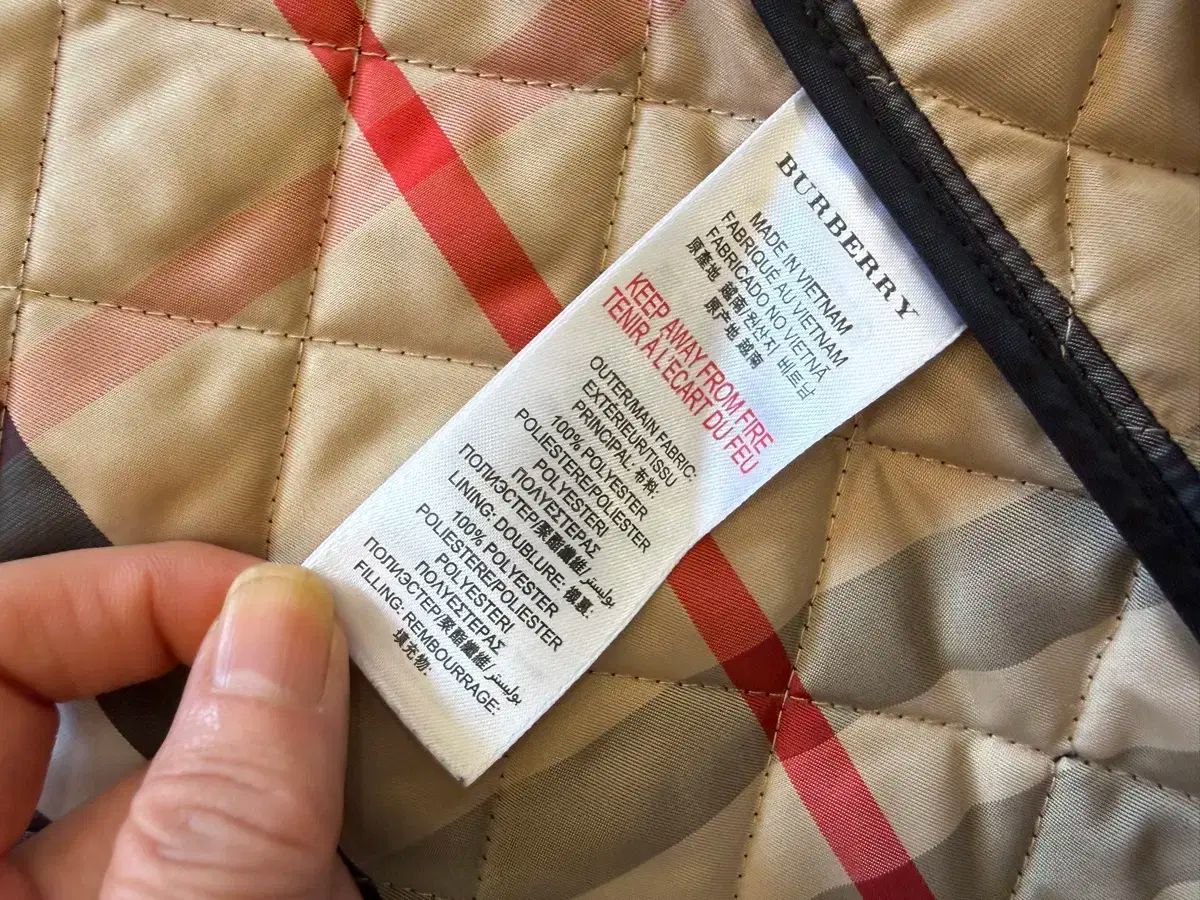 BURBERRY
MADE IN VIETNAM
FABRIQUÉ AU VIETNAM
FABRICADO NO VIETNÃ
原產地 越南/원산지 베트남
原产地 越南
KEEP AWAY FROM FIRE
TENIR À L'ÉCART DU FEU
OUTER/MAIN FABRIC:
EXTÉRIEUR/TISSU
PRINCIPAL: 布料:
100% POLYESTER
POLIESTERE/POLIESTER
POLYESTERI
ΠΟΛΥΕΣΤΕΡΑΣ
ПОЛИЭСТЕР/聚酯纖維/بوليستر
LINING: DOUBLURE: 復裏:
100% POLYESTER
POLIESTERE/POLIESTER
POLYESTERI
ΠΟΛΥΕΣΤΕΡΑΣ
ПОЛИЭСТЕР/聚酯纖維/بوليستر
FILLING: REMBOURRAGE:
填充物: